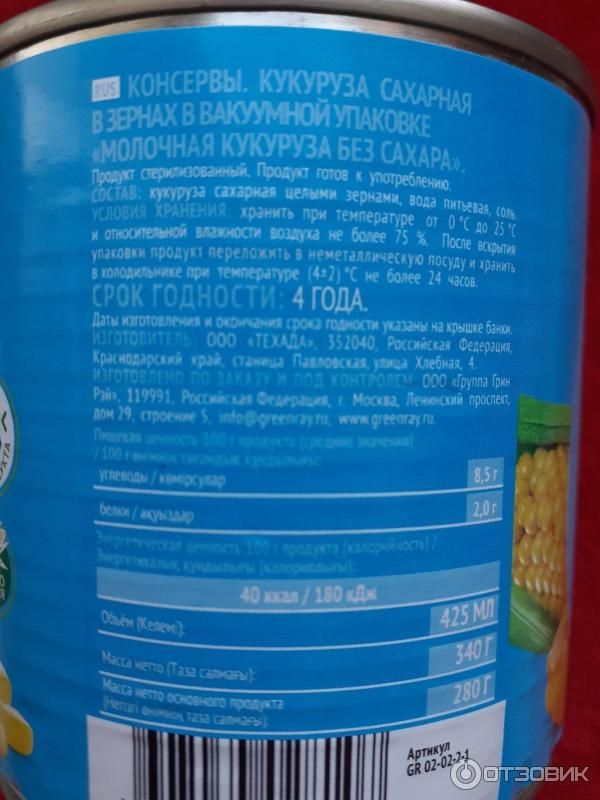 RUS КОНСЕРВЫ. КУКУРУЗА САХАРНАЯ
В ЗЕРНАХ В ВАКУУМНОЙ УПАКОВКЕ
«МОЛОЧНАЯ КУКУРУЗА БЕЗ САХАРА».
Продукт стерилизованный. Продукт готов к употреблению.
СОСТАВ: кукуруза сахарная целыми зернами, вода питьевая, соль.
УСЛОВИЯ ХРАНЕНИЯ: хранить при температуре от 0 °С до 25 °С
и относительной влажности воздуха не более 75 %. После вскрытия
упаковки продукт переложить в неметаллическую посуду и хранить
в холодильнике при температуре (4±2) °С не более 24 часов.
СРОК ГОДНОСТИ: 4 ГОДА.
Даты изготовления и окончания срока годности указаны на крышке банки.
ИЗГОТОВИТЕЛЬ: ООО «ТЕХАДА», 352040, Российская Федерация,
Краснодарский край, станица Павловская, улица Хлебная, 4.
ИЗГОТОВЛЕНО ПО ЗАКАЗУ И ПОД КОНТРОЛЕМ: ООО «Группа Грин
Рэй», 119991, Российская Федерация, г. Москва, Ленинский проспект,
дом 29, строение 5, info@greenray.ru, www.greenray.ru.
Пищевая ценность 100 г продукта (средние значения)
/ 100 г өнімнің тағамдық құндылығы:
углеводы / көмірсулар 8,5 г
белки / ақуыздар 2,0 г
Энергетическая ценность 100 г продукта (калорийность) /
Энергетикалық құндылығы (калориялығы):
40 ккал / 180 кДж
Объём (Көлемі): 425 МЛ
Масса нетто (Таза салмағы): 340 Г
Масса нетто основного продукта
(Негізгі өнімнің таза салмағы): 280 Г
Артикул
GR 02-02-2-1
ОТЗОВИК